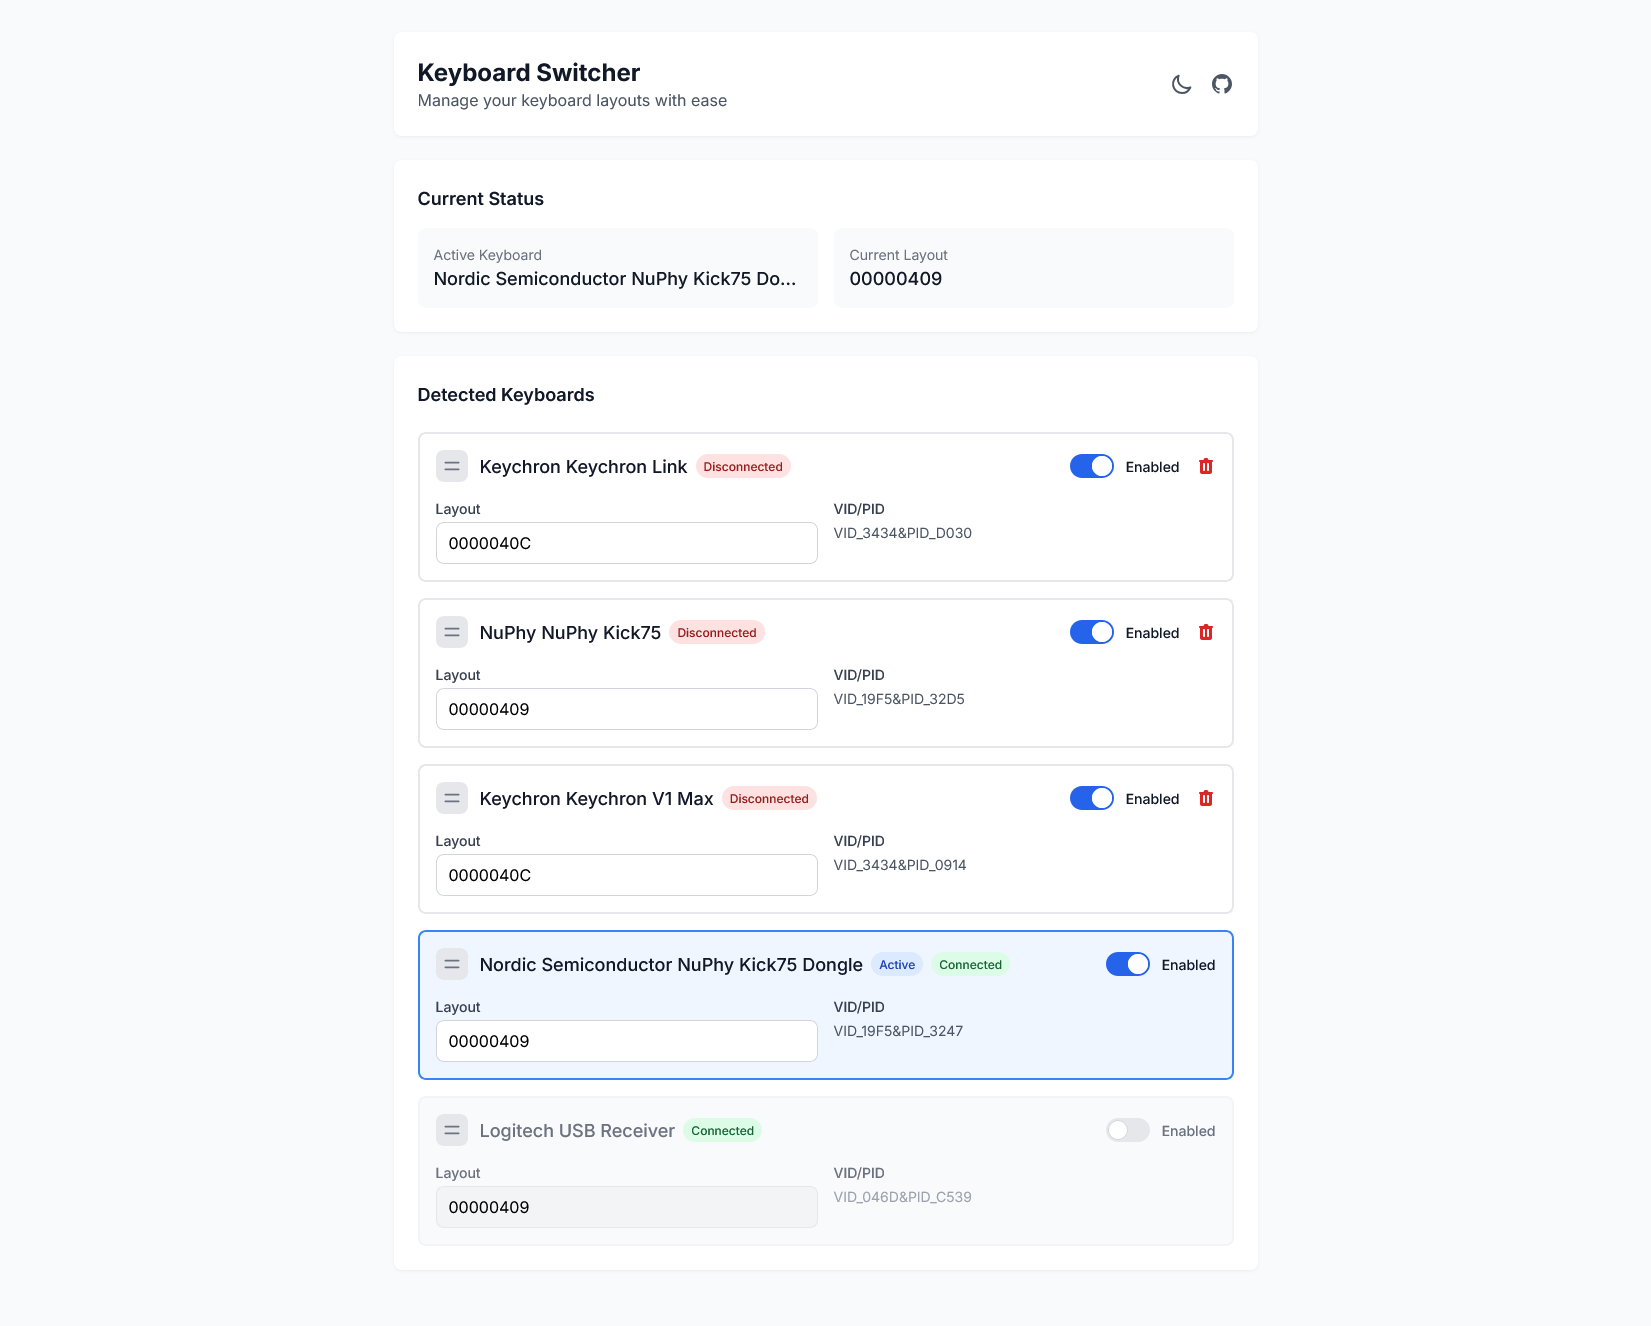 Keyboard Switcher
Manage your keyboard layouts with ease
Current Status
Active Keyboard
Nordic Semiconductor NuPhy Kick75 Do...
Current Layout
00000409
Detected Keyboards
Keychron Keychron Link Disconnected Enabled
Layout VID/PID
0000040C VID_3434&PID_D030
NuPhy NuPhy Kick75 Disconnected Enabled
Layout VID/PID
00000409 VID_19F5&PID_32D5
Keychron Keychron V1 Max Disconnected Enabled
Layout VID/PID
0000040C VID_3434&PID_0914
Nordic Semiconductor NuPhy Kick75 Dongle Active Connected Enabled
Layout VID/PID
00000409 VID_19F5&PID_3247
Logitech USB Receiver Connected Enabled
Layout VID/PID
00000409 VID_046D&PID_C539